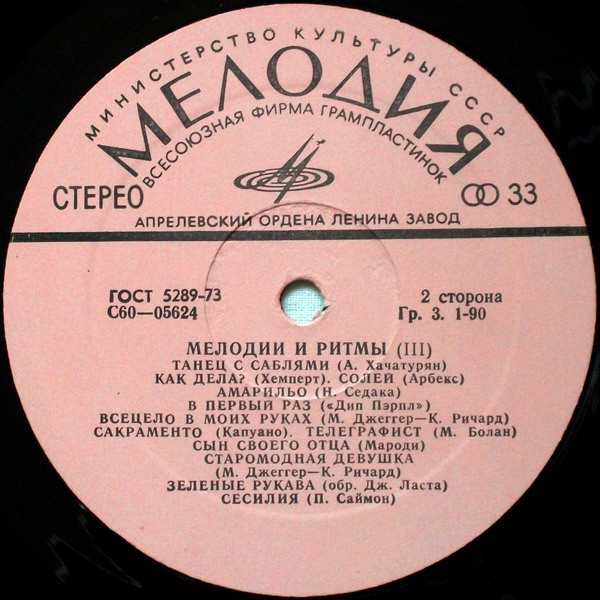 МИНИСТЕРСТВО КУЛЬТУРЫ СССР
МЕЛОДИЯ
ВСЕСОЮЗНАЯ ФИРМА ГРАМПЛАСТИНОК
СТЕРЕО
33
АПРЕЛЕВСКИЙ ОРДЕНА ЛЕНИНА ЗАВОД
ГОСТ 5289-73
2 сторона
С60—05624
Гр. 3. 1-90
МЕЛОДИИ И РИТМЫ (III)
ТАНЕЦ С САБЛЯМИ (А. Хачатурян)
КАК ДЕЛА? (Хемперт). СОЛЕЙ (Арбекс)
АМАРИЛЬО (Н. Седака)
В ПЕРВЫЙ РАЗ («Дип Пэрпл»)
ВСЕЦЕЛО В МОИХ РУКАХ (М. Джеггер—К. Ричард)
САКРАМЕНТО (Капуано). ТЕЛЕГРАФИСТ (М. Болан)
СЫН СВОЕГО ОТЦА (Мароди)
СТАРОМОДНАЯ ДЕВУШКА
(М. Джеггер—К. Ричард)
ЗЕЛЕНЫЕ РУКАВА (обр. Дж. Ласта)
СЕСИЛИЯ (П. Саймон)